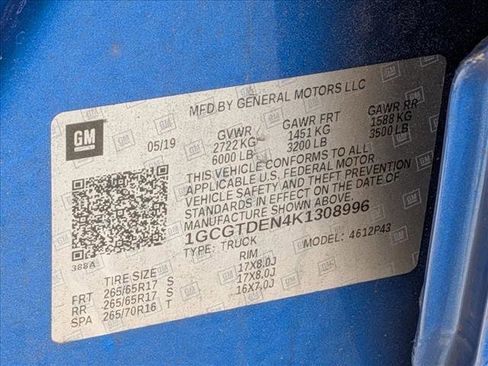 MFD BY GENERAL MOTORS LLC
GM
05/19 GVWR GAWR FRT GAWR RR
2722 KG 1451 KG 1588 KG
6000 LB 3200 LB 3500 LB
THIS VEHICLE CONFORMS TO ALL
APPLICABLE U.S. FEDERAL MOTOR
VEHICLE SAFETY AND THEFT PREVENTION
STANDARDS IN EFFECT ON THE DATE OF
MANUFACTURE SHOWN ABOVE.
1GCGTDEN4K1308996
TYPE: TRUCK MODEL: 4612P43
388A
TIRE SIZE RIM
FRT 265/65R17 S 17X8.0J
RR 265/65R17 S 17X8.0J
SPA 265/70R16 T 16X7.0J